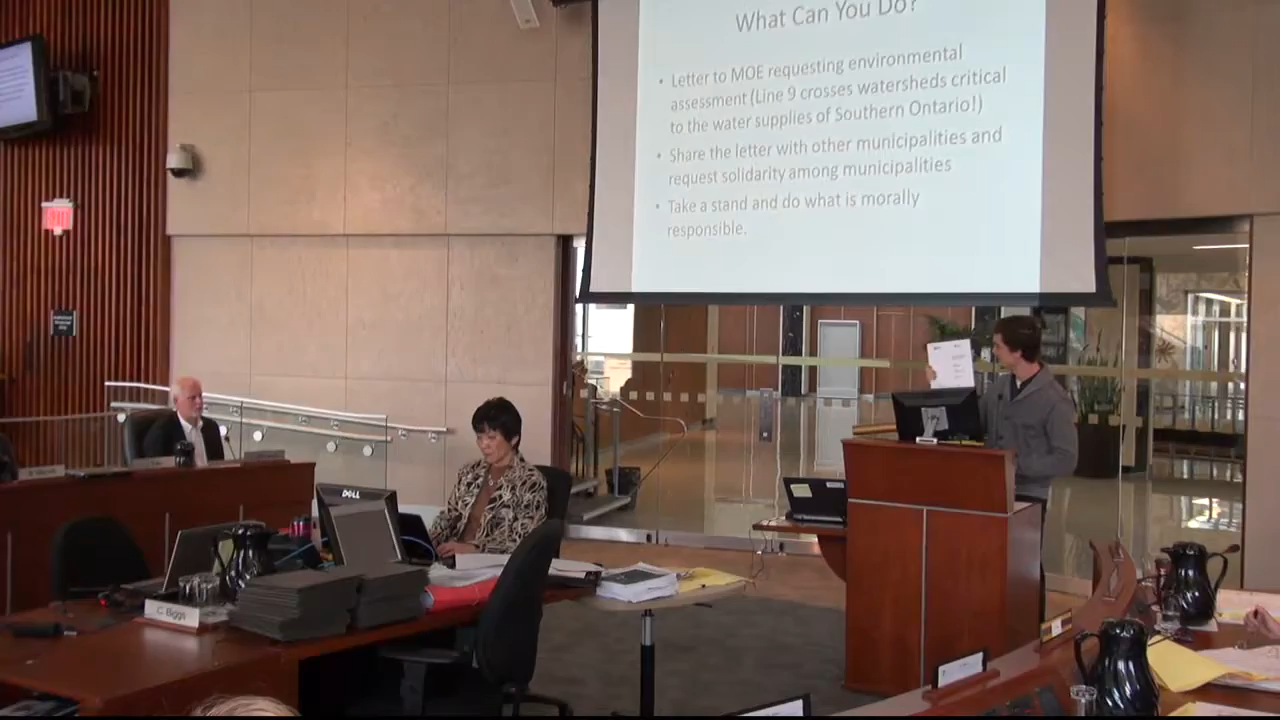 What Can You Do?
• Letter to MOE requesting environmental
assessment (Line 9 crosses watersheds critical
to the water supplies of Southern Ontario!)
• Share the letter with other municipalities and
request solidarity among municipalities
• Take a stand and do what is morally
responsible.
EXIT
DELL
C. Biggs